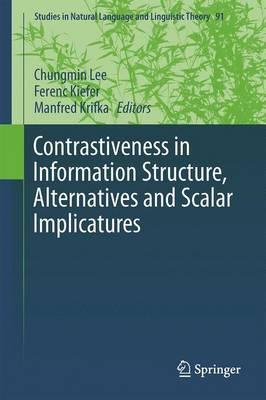 Studies in Natural Language and Linguistic Theory 91
Chungmin Lee
Ferenc Kiefer
Manfred Krifka Editors
Contrastiveness in
Information Structure,
Alternatives and Scalar
Implicatures
Springer